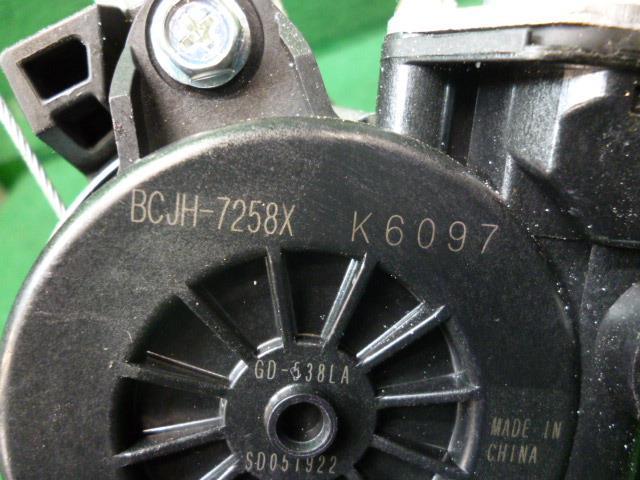 BCJH-7258X K6097
GD-538LA
SD051922
MADE IN
CHINA